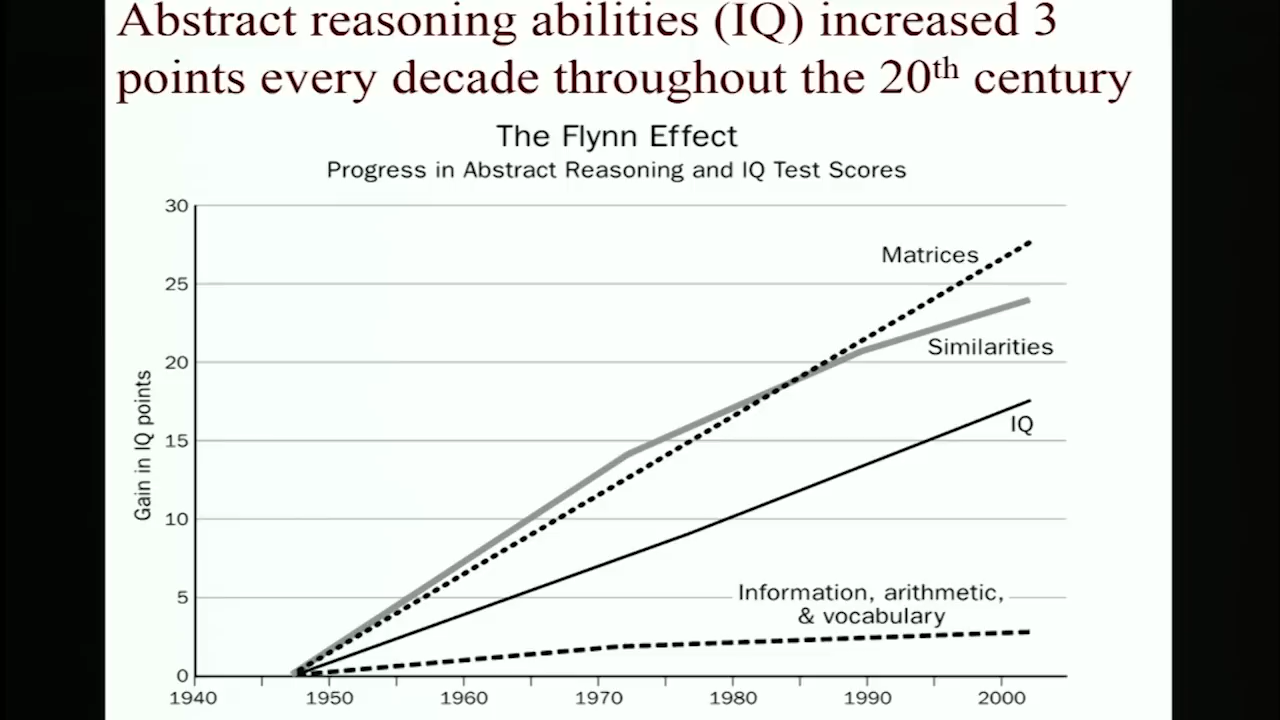 Abstract reasoning abilities (IQ) increased 3
points every decade throughout the 20th century
The Flynn Effect
Progress in Abstract Reasoning and IQ Test Scores
30
25
20
15
10
5
0
Gain in IQ points
Matrices
Similarities
IQ
Information, arithmetic,
& vocabulary
1940 1950 1960 1970 1980 1990 2000